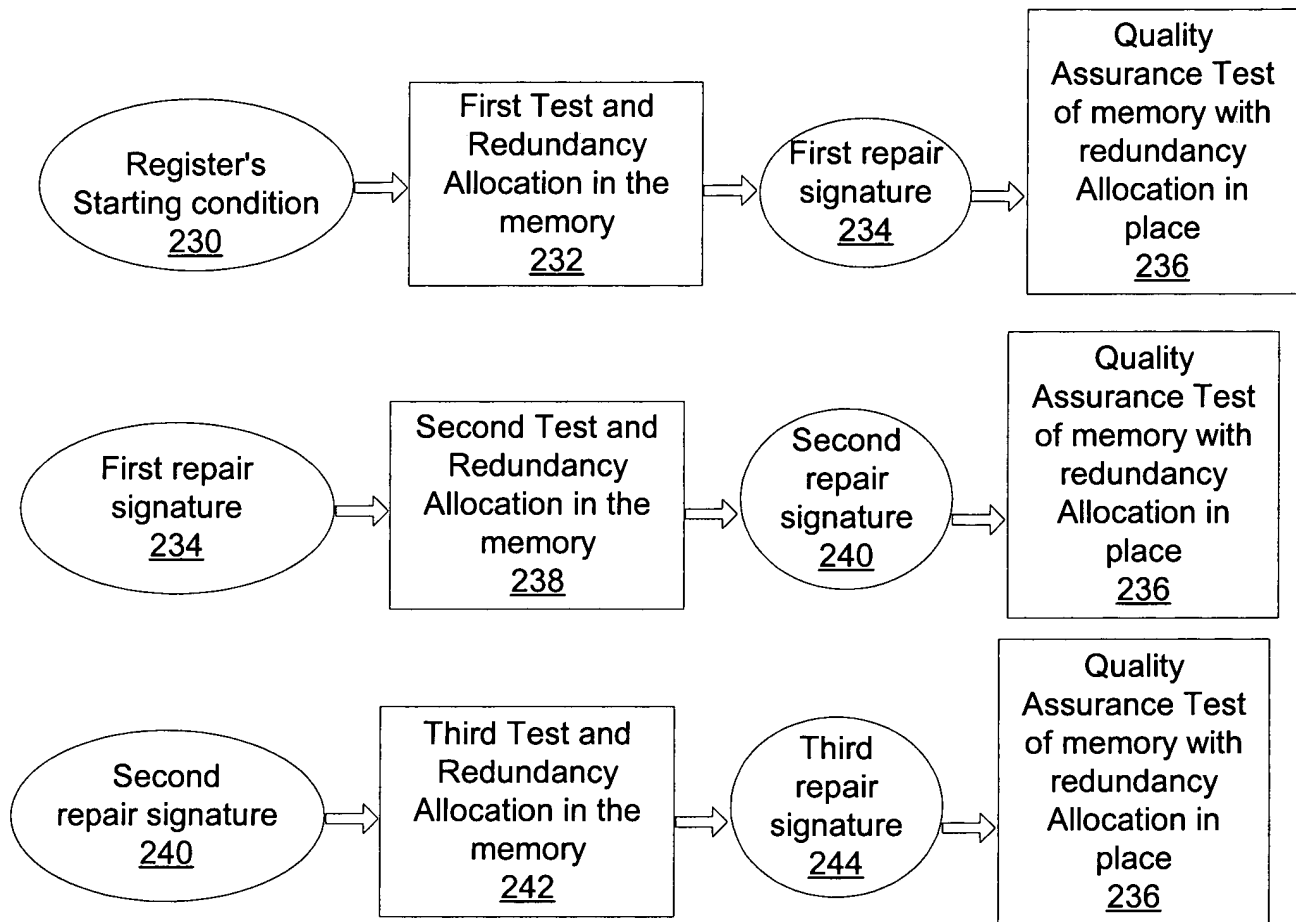 Register's
Starting condition
230
First Test and
Redundancy
Allocation in the
memory
232
First repair
signature
234
Quality
Assurance Test
of memory with
redundancy
Allocation in
place
236
First repair
signature
234
Second Test and
Redundancy
Allocation in the
memory
238
Second
repair
signature
240
Quality
Assurance Test
of memory with
redundancy
Allocation in
place
236
Second
repair signature
240
Third Test and
Redundancy
Allocation in the
memory
242
Third
repair
signature
244
Quality
Assurance Test
of memory with
redundancy
Allocation in
place
236